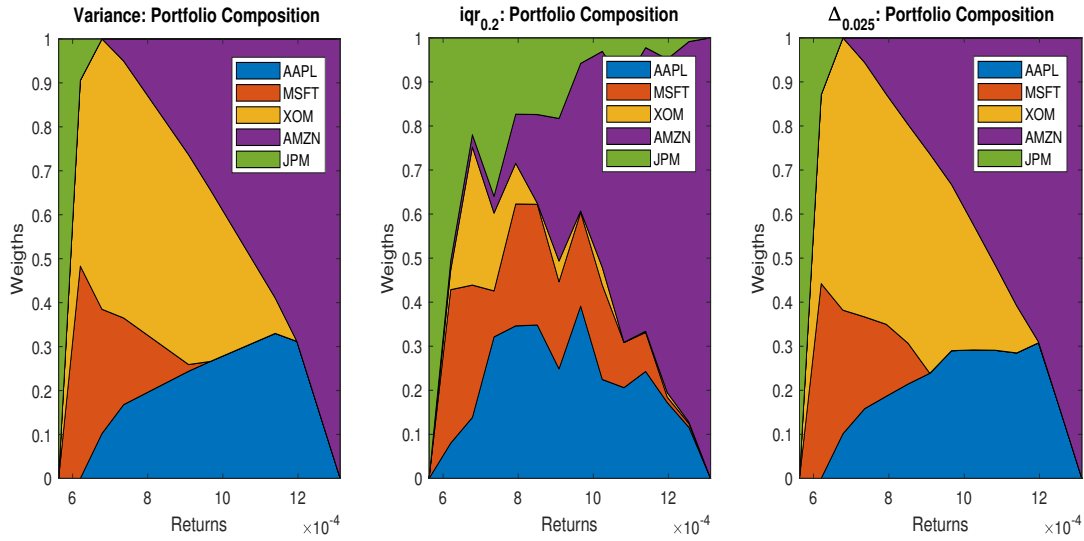 Variance: Portfolio Composition
1
0.9
0.8
0.7
0.6
0.5
0.4
0.3
0.2
0.1
0
Weigths
AAPL
MSFT
XOM
AMZN
JPM
6 8 10 12
Returns ×10⁻⁴
iqr₀.₂: Portfolio Composition
1
0.9
0.8
0.7
0.6
0.5
0.4
0.3
0.2
0.1
0
Weigths
AAPL
MSFT
XOM
AMZN
JPM
6 8 10 12
Returns ×10⁻⁴
Δ₀.₀₂₅: Portfolio Composition
1
0.9
0.8
0.7
0.6
0.5
0.4
0.3
0.2
0.1
0
Weigths
AAPL
MSFT
XOM
AMZN
JPM
6 8 10 12
Returns ×10⁻⁴